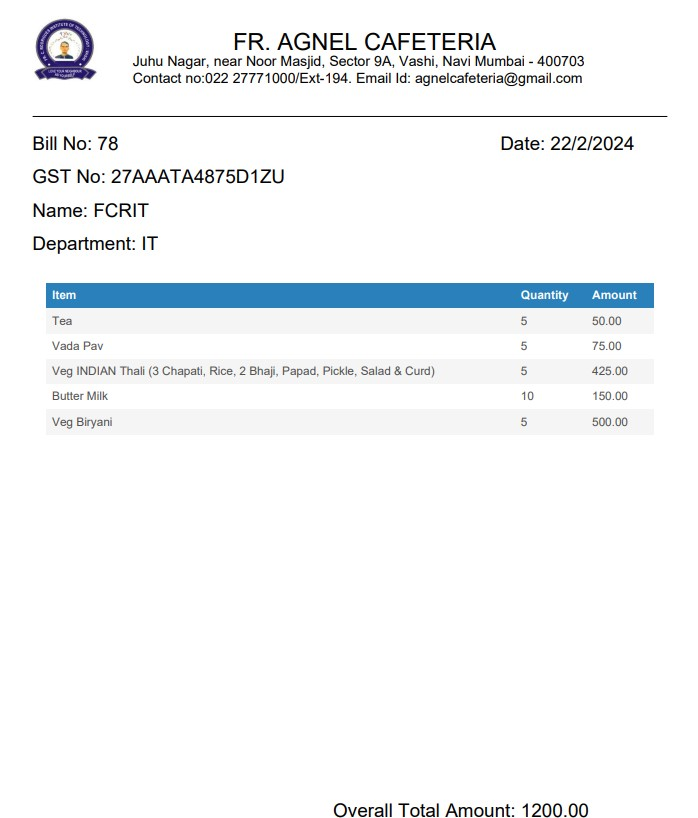 FR. AGNEL CAFETERIA
Juhu Nagar, near Noor Masjid, Sector 9A, Vashi, Navi Mumbai - 400703
Contact no:022 27771000/Ext-194. Email Id: agnelcafeteria@gmail.com
Bill No: 78 Date: 22/2/2024
GST No: 27AAATA4875D1ZU
Name: FCRIT
Department: IT
Item Quantity Amount
Tea 5 50.00
Vada Pav 5 75.00
Veg INDIAN Thali (3 Chapati, Rice, 2 Bhaji, Papad, Pickle, Salad & Curd) 5 425.00
Butter Milk 10 150.00
Veg Biryani 5 500.00
Overall Total Amount: 1200.00